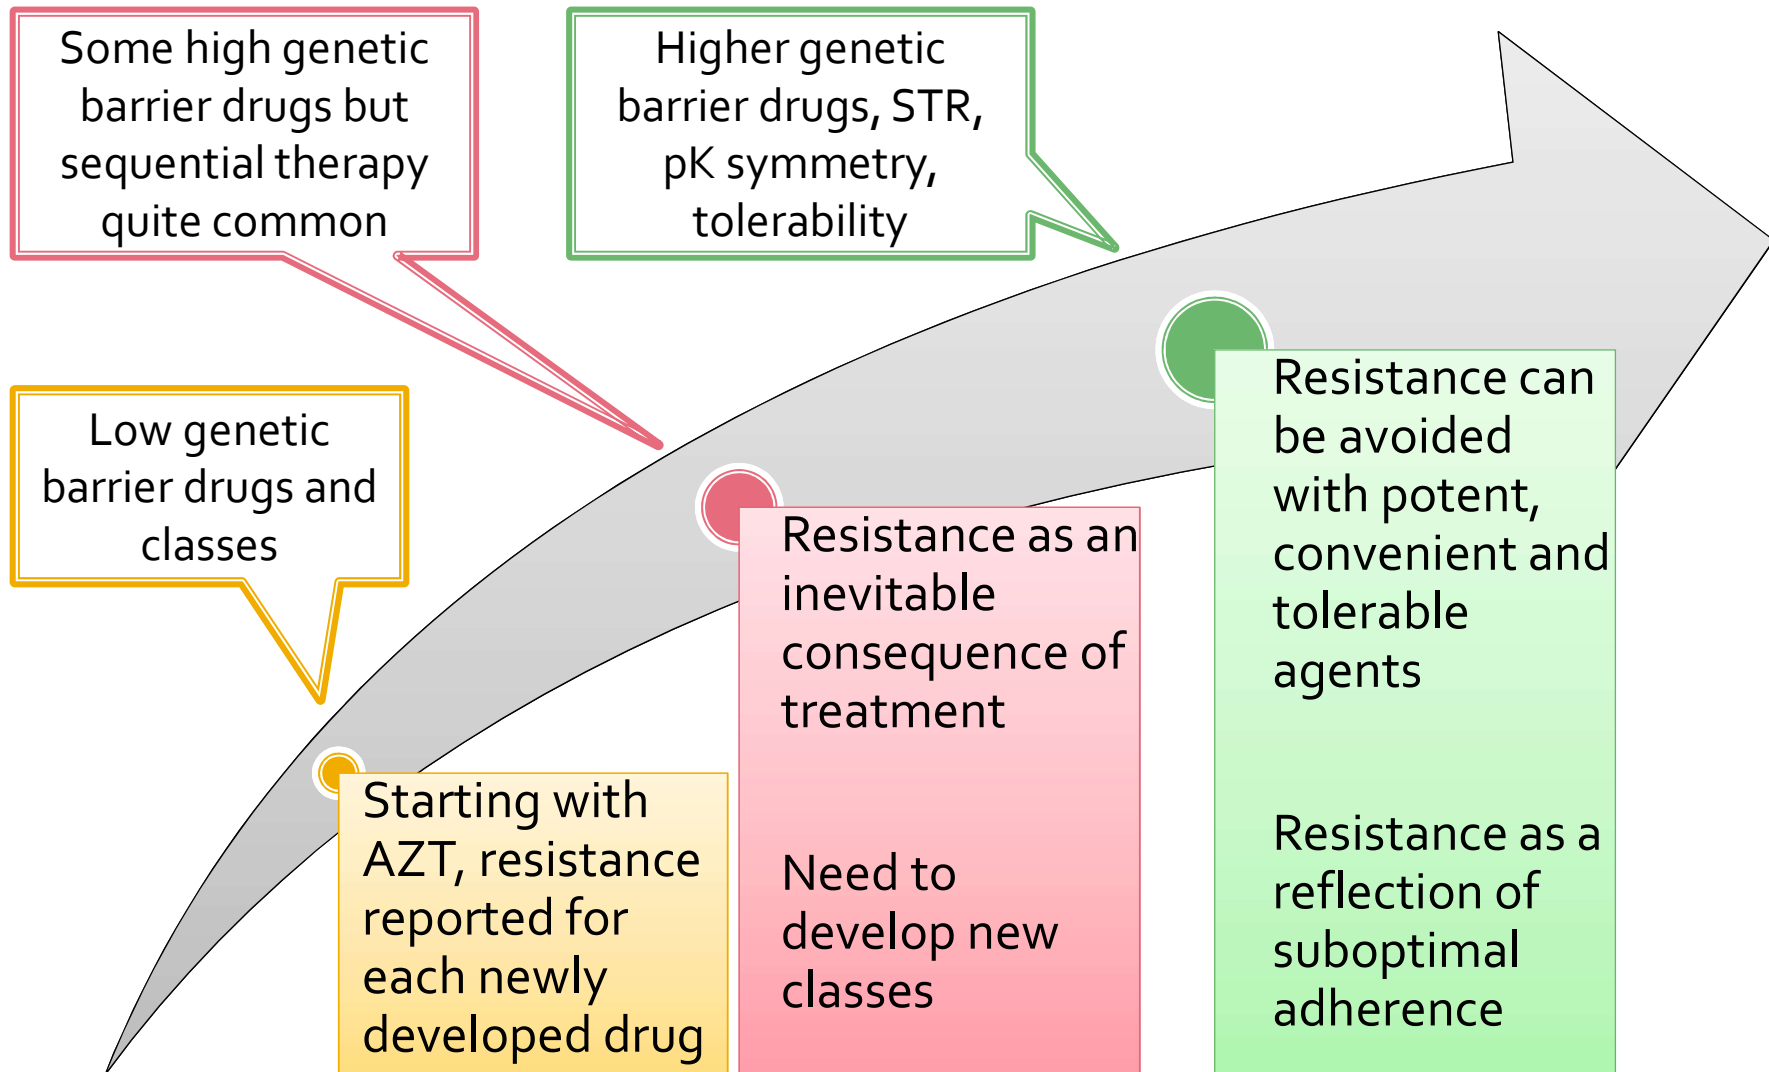 Some high genetic
barrier drugs but
sequential therapy
quite common
Higher genetic
barrier drugs, STR,
pK symmetry,
tolerability
Low genetic
barrier drugs and
classes
Starting with
AZT, resistance
reported for
each newly
developed drug
Resistance as an
inevitable
consequence of
treatment
Need to
develop new
classes
Resistance can
be avoided
with potent,
convenient and
tolerable
agents
Resistance as a
reflection of
suboptimal
adherence